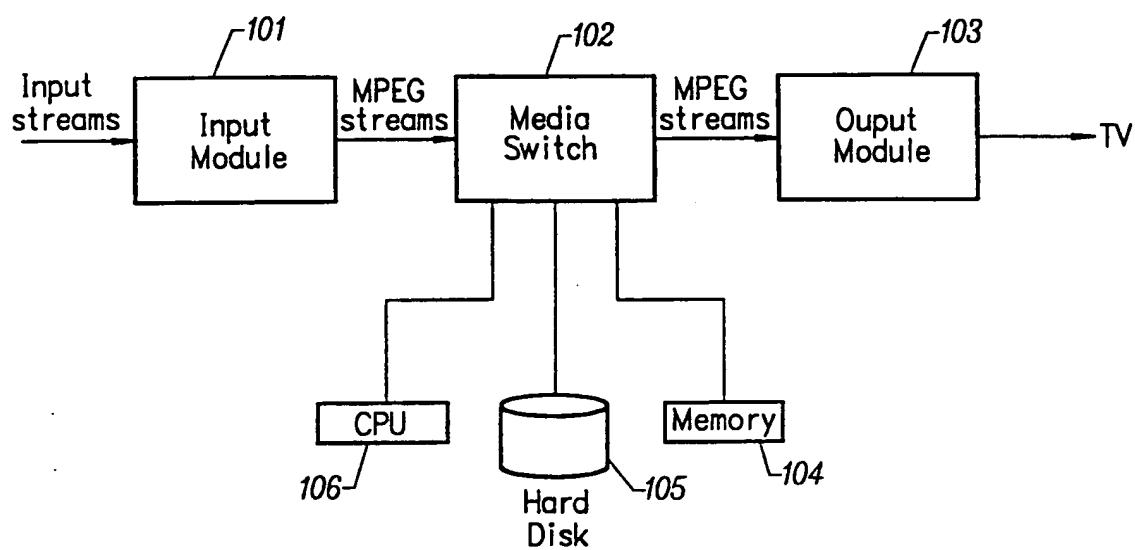 101
102
103
Input
streams
Input
Module
MPEG
streams
Media
Switch
MPEG
streams
Ouput
Module
TV
CPU
Memory
106
105
104
Hard
Disk